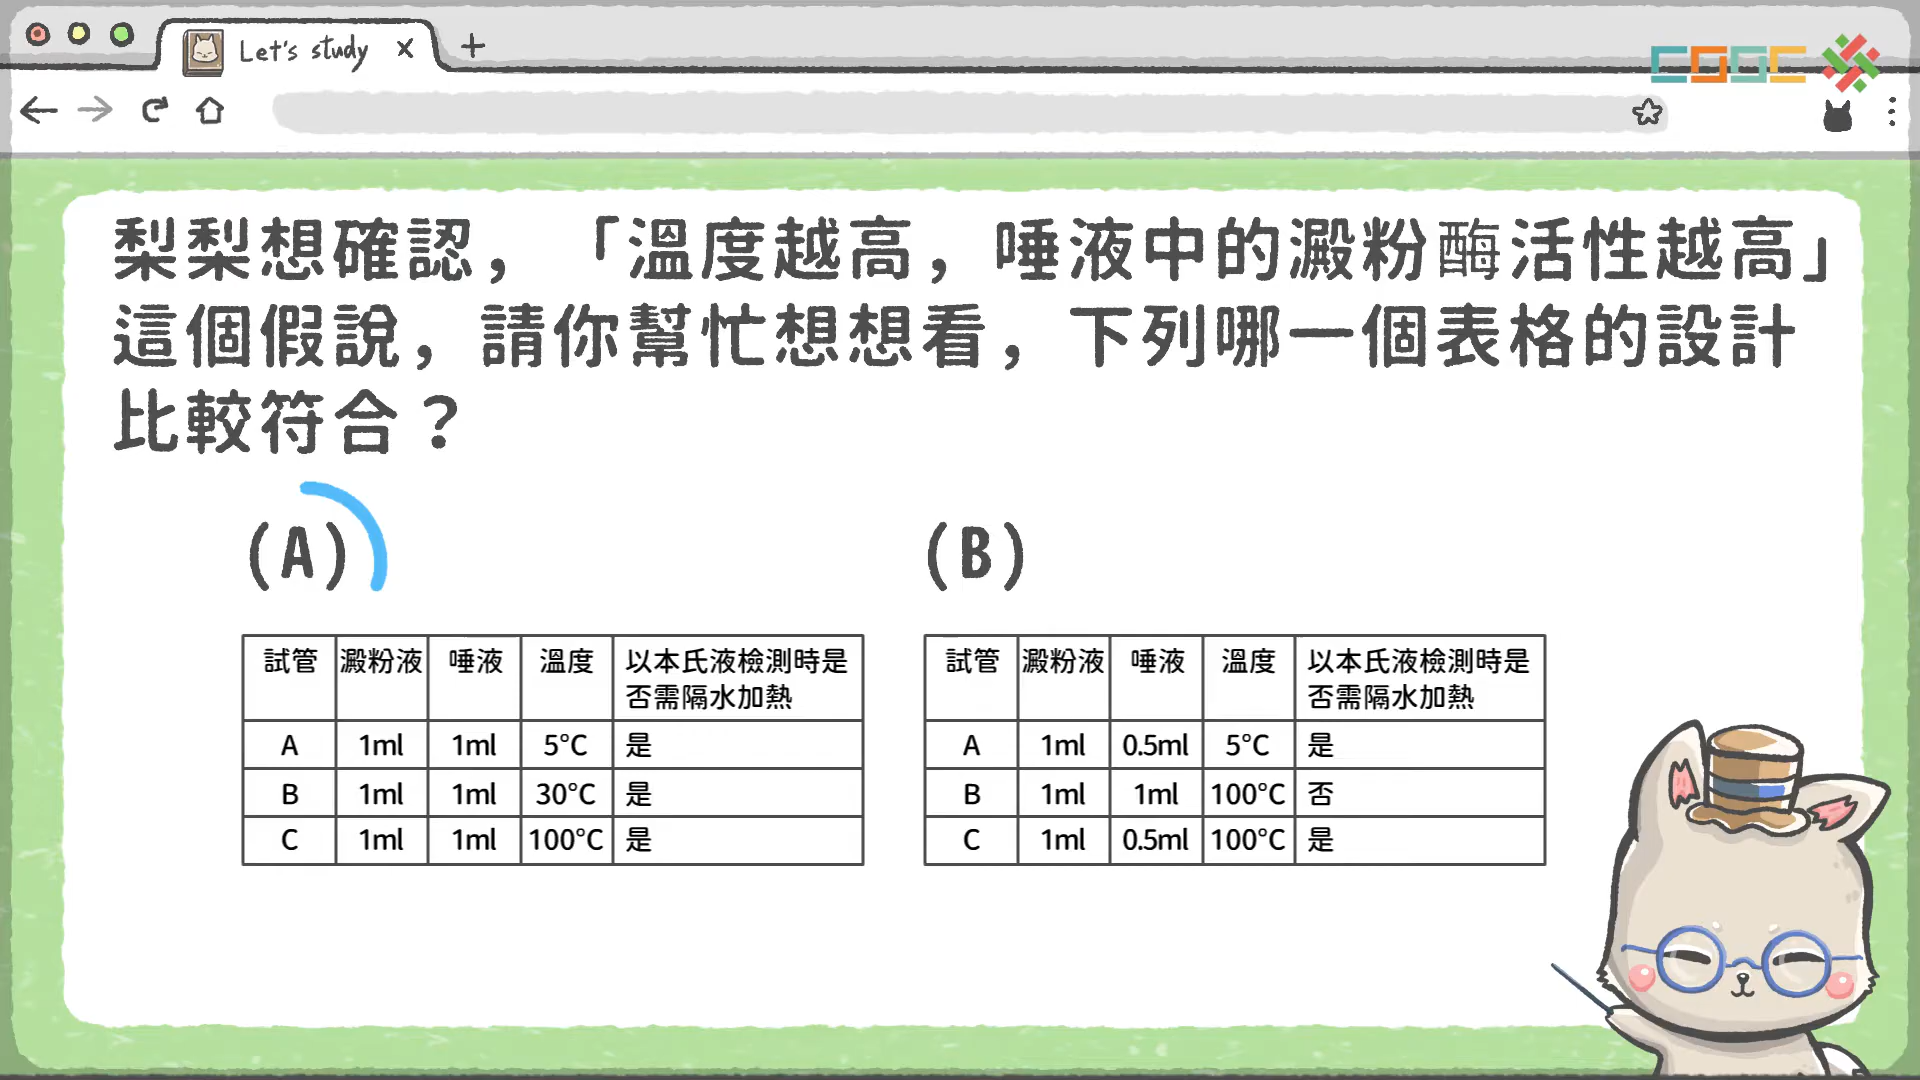 Let's study
CGGC
梨梨想確認，「溫度越高，唾液中的澱粉酶活性越高」
這個假說，請你幫忙想想看，下列哪一個表格的設計
比較符合？
(A)
試管 澱粉液 唾液 溫度 以本氏液檢測時是
否需隔水加熱
A 1ml 1ml 5°C 是
B 1ml 1ml 30°C 是
C 1ml 1ml 100°C 是
(B)
試管 澱粉液 唾液 溫度 以本氏液檢測時是
否需隔水加熱
A 1ml 0.5ml 5°C 是
B 1ml 1ml 100°C 否
C 1ml 0.5ml 100°C 是